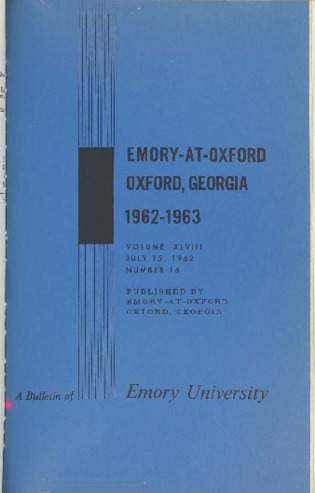 EMORY-AT-OXFORD
OXFORD, GEORGIA
1962-1963
VOLUME XLVIII
JULY 15, 1962
NUMBER 16
PUBLISHED BY
EMORY-AT-OXFORD
OXFORD, GEORGIA
A Bulletin of Emory University